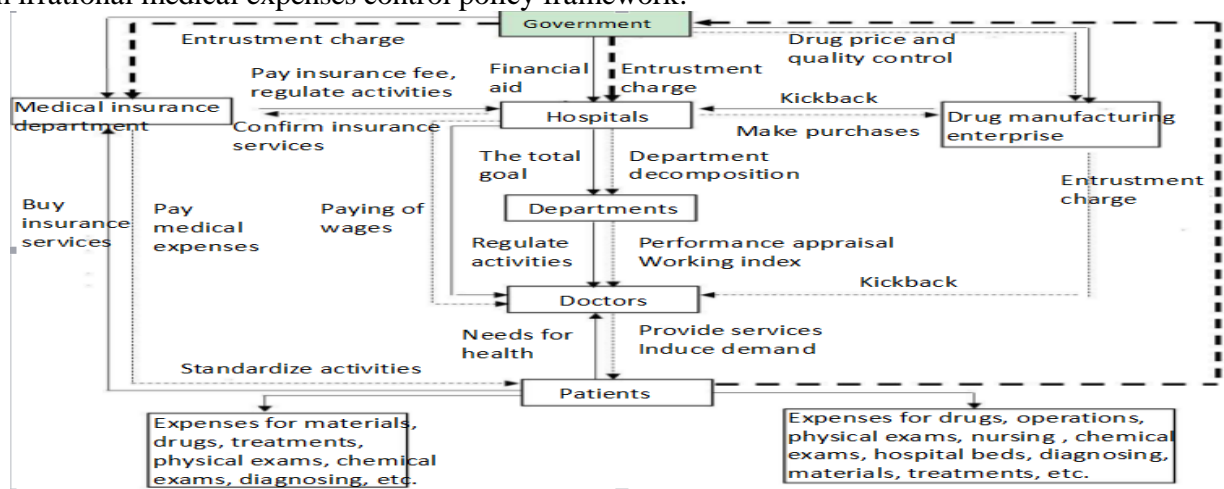 n irrational medical expenses control policy framework.
Government
Entrustment charge
Drug price and
quality control
Pay insurance fee,
regulate activities
Financial
aid
Entrustment
charge
Kickback
Medical insurance
department
Hospitals
Drug manufacturing
enterprise
Confirm insurance
services
Make purchases
The total
goal
Department
decomposition
Entrustment
charge
Buy
insurance
services
Pay
medical
expenses
Paying of
wages
Departments
Regulate
activities
Performance appraisal
Working index
Kickback
Doctors
Needs for
health
Provide services
Induce demand
Standardize activities
Patients
Expenses for materials,
drugs, treatments,
physical exams, chemical
exams, diagnosing, etc.
Expenses for drugs, operations,
physical exams, nursing , chemical
exams, hospital beds, diagnosing,
materials, treatments, etc.